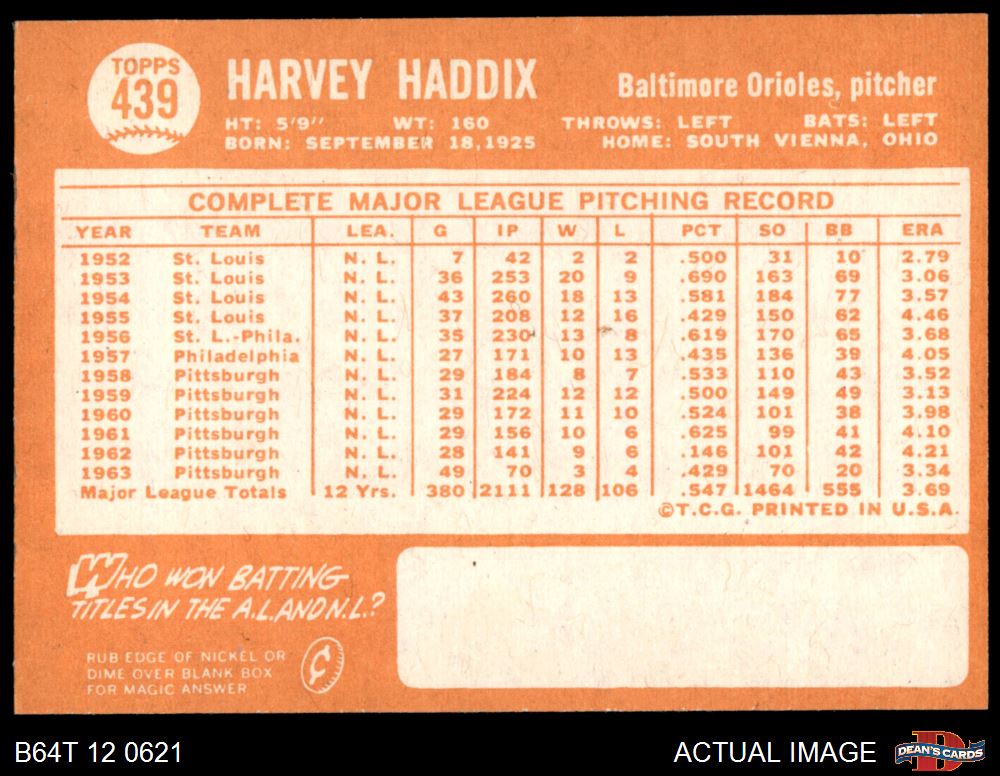 TOPPS
439
HARVEY HADDIX
Baltimore Orioles, pitcher
HT: 5'9" WT: 160 THROWS: LEFT BATS: LEFT
BORN: SEPTEMBER 18, 1925 HOME: SOUTH VIENNA, OHIO
COMPLETE MAJOR LEAGUE PITCHING RECORD
YEAR TEAM LEA. G IP W L PCT SO BB ERA
1952 St. Louis N. L. 7 42 2 2 .500 31 10 2.79
1953 St. Louis N. L. 36 253 20 9 .690 163 69 3.06
1954 St. Louis N. L. 43 260 18 13 .581 184 77 3.57
1955 St. Louis N. L. 37 208 12 16 .429 150 62 4.46
1956 St. L.-Phila. N. L. 35 230 13 8 .619 170 65 3.68
1957 Philadelphia N. L. 27 171 10 13 .435 136 39 4.05
1958 Pittsburgh N. L. 29 184 8 7 .533 110 43 3.52
1959 Pittsburgh N. L. 31 224 12 12 .500 149 49 3.13
1960 Pittsburgh N. L. 29 172 11 10 .524 101 38 3.98
1961 Pittsburgh N. L. 29 156 10 6 .625 99 41 4.10
1962 Pittsburgh N. L. 28 141 9 6 .146 101 42 4.21
1963 Pittsburgh N. L. 49 70 3 4 .429 70 20 3.34
Major League Totals 12 Yrs. 380 2111 128 106 .547 1464 555 3.69
©T.C.G. PRINTED IN U.S.A.
WHO WON BATTING
TITLES IN THE A.L. AND N.L.?
RUB EDGE OF NICKEL OR
DIME OVER BLANK BOX
FOR MAGIC ANSWER
¢
B64T 12 0621
ACTUAL IMAGE
D
DEAN'S CARDS